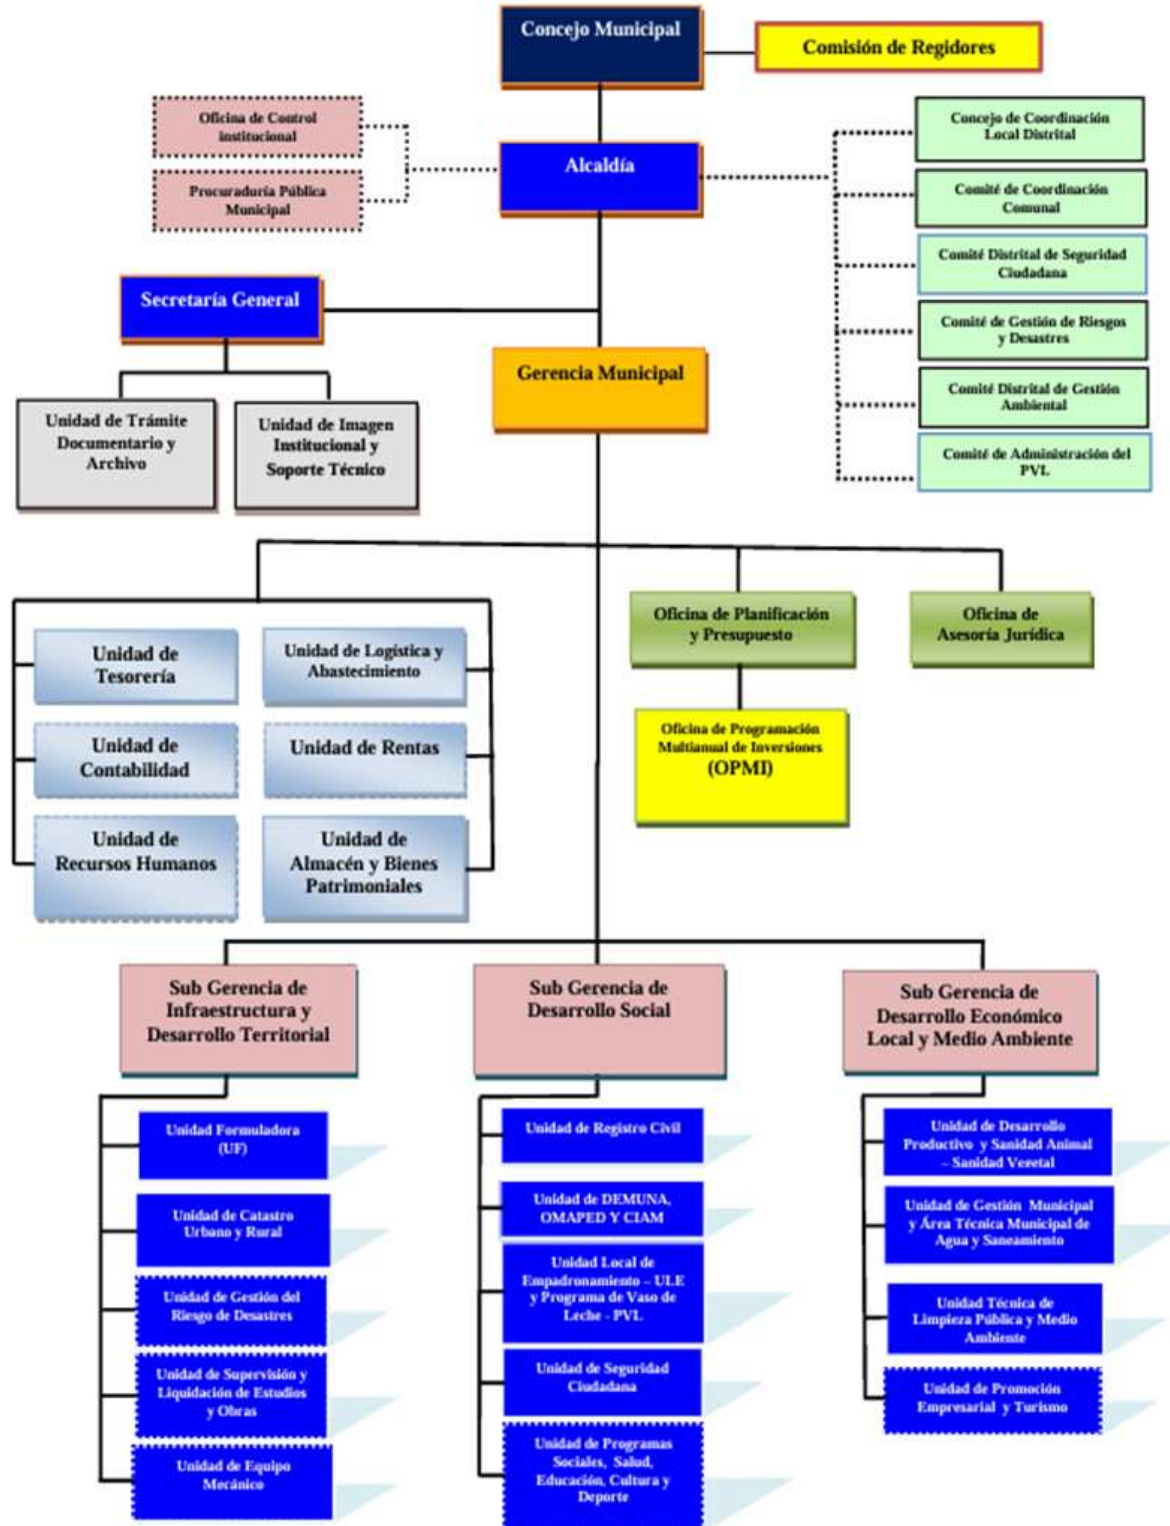 Concejo Municipal
Comisión de Regidores
Oficina de Control
institucional
Procuraduría Pública
Municipal
Alcaldía
Concejo de Coordinación
Local Distrital
Comité de Coordinación
Comunal
Comité Distrital de Seguridad
Ciudadana
Comité de Gestión de Riesgos
y Desastres
Comité Distrital de Gestión
Ambiental
Comité de Administración del
PVL
Secretaría General
Gerencia Municipal
Unidad de Trámite
Documentario y
Archivo
Unidad de Imagen
Institucional y
Soporte Técnico
Unidad de
Tesorería
Unidad de Logística y
Abastecimiento
Unidad de
Contabilidad
Unidad de Rentas
Unidad de
Recursos Humanos
Unidad de
Almacén y Bienes
Patrimoniales
Oficina de Planificación
y Presupuesto
Oficina de
Asesoría Jurídica
Oficina de Programación
Multianual de Inversiones
(OPMI)
Sub Gerencia de
Infraestructura y
Desarrollo Territorial
Sub Gerencia de
Desarrollo Social
Sub Gerencia de
Desarrollo Económico
Local y Medio Ambiente
Unidad Formuladora
(UF)
Unidad de Catastro
Urbano y Rural
Unidad de Gestión del
Riesgo de Desastres
Unidad de Supervisión y
Liquidación de Estudios
y Obras
Unidad de Equipo
Mecánico
Unidad de Registro Civil
Unidad de DEMUNA,
OMAPED Y CIAM
Unidad Local de
Empadronamiento – ULE
y Programa de Vaso de
Leche - PVL
Unidad de Seguridad
Ciudadana
Unidad de Programas
Sociales, Salud,
Educación, Cultura y
Deporte
Unidad de Desarrollo
Productivo y Sanidad Animal
– Sanidad Vegetal
Unidad de Gestión Municipal
y Área Técnica Municipal de
Agua y Saneamiento
Unidad Técnica de
Limpieza Pública y Medio
Ambiente
Unidad de Promoción
Empresarial y Turismo